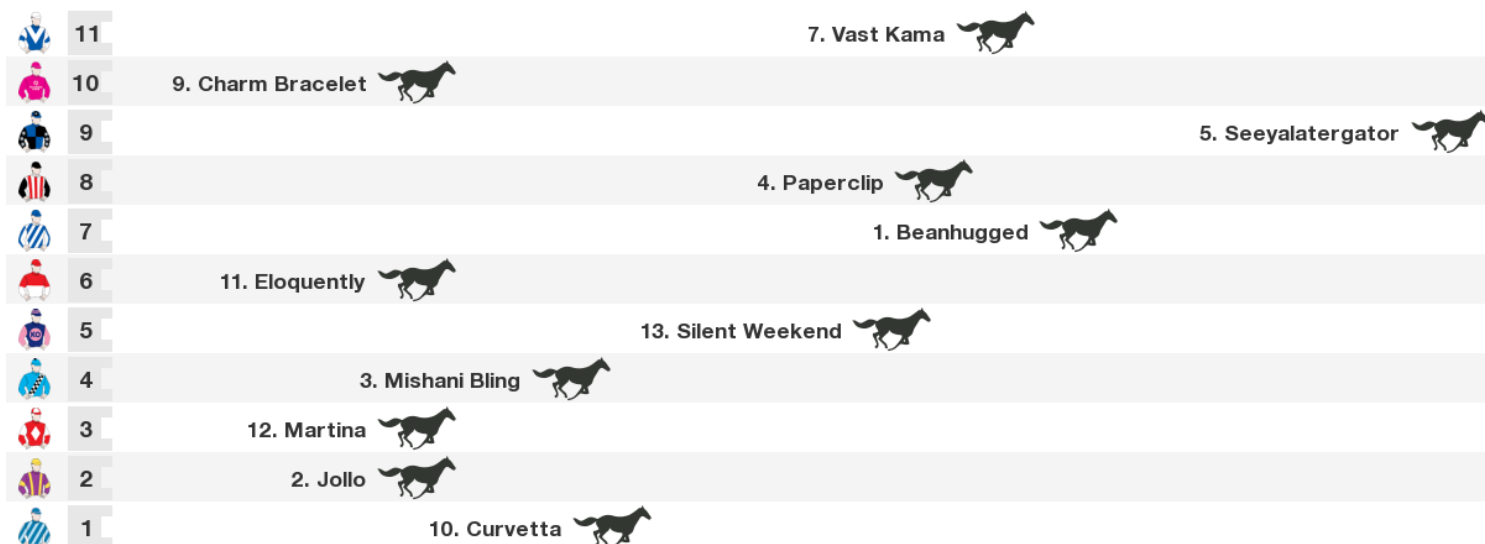 11 7. Vast Kama
10 9. Charm Bracelet
9 5. Seeyalatergator
8 4. Paperclip
7 1. Beanhugged
6 11. Eloquently
5 13. Silent Weekend
4 3. Mishani Bling
3 12. Martina
2 2. Jollo
1 10. Curvetta